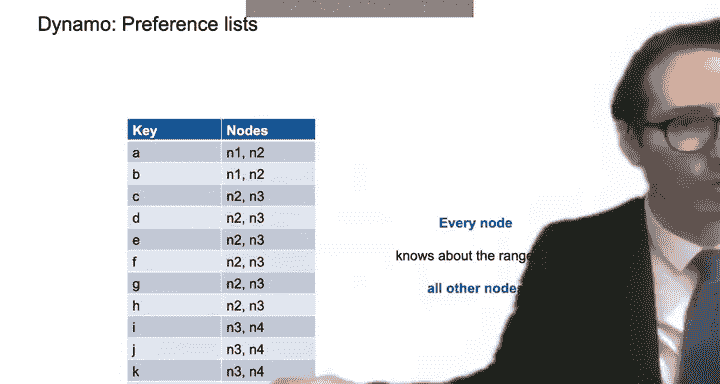 Dynamo: Preference lists
Key Nodes
a n1, n2
b n1, n2
c n2, n3
d n2, n3
e n2, n3
f n2, n3
g n2, n3
h n2, n3
i n3, n4
j n3, n4
k n3, n4
Every node
knows about the range
all other node